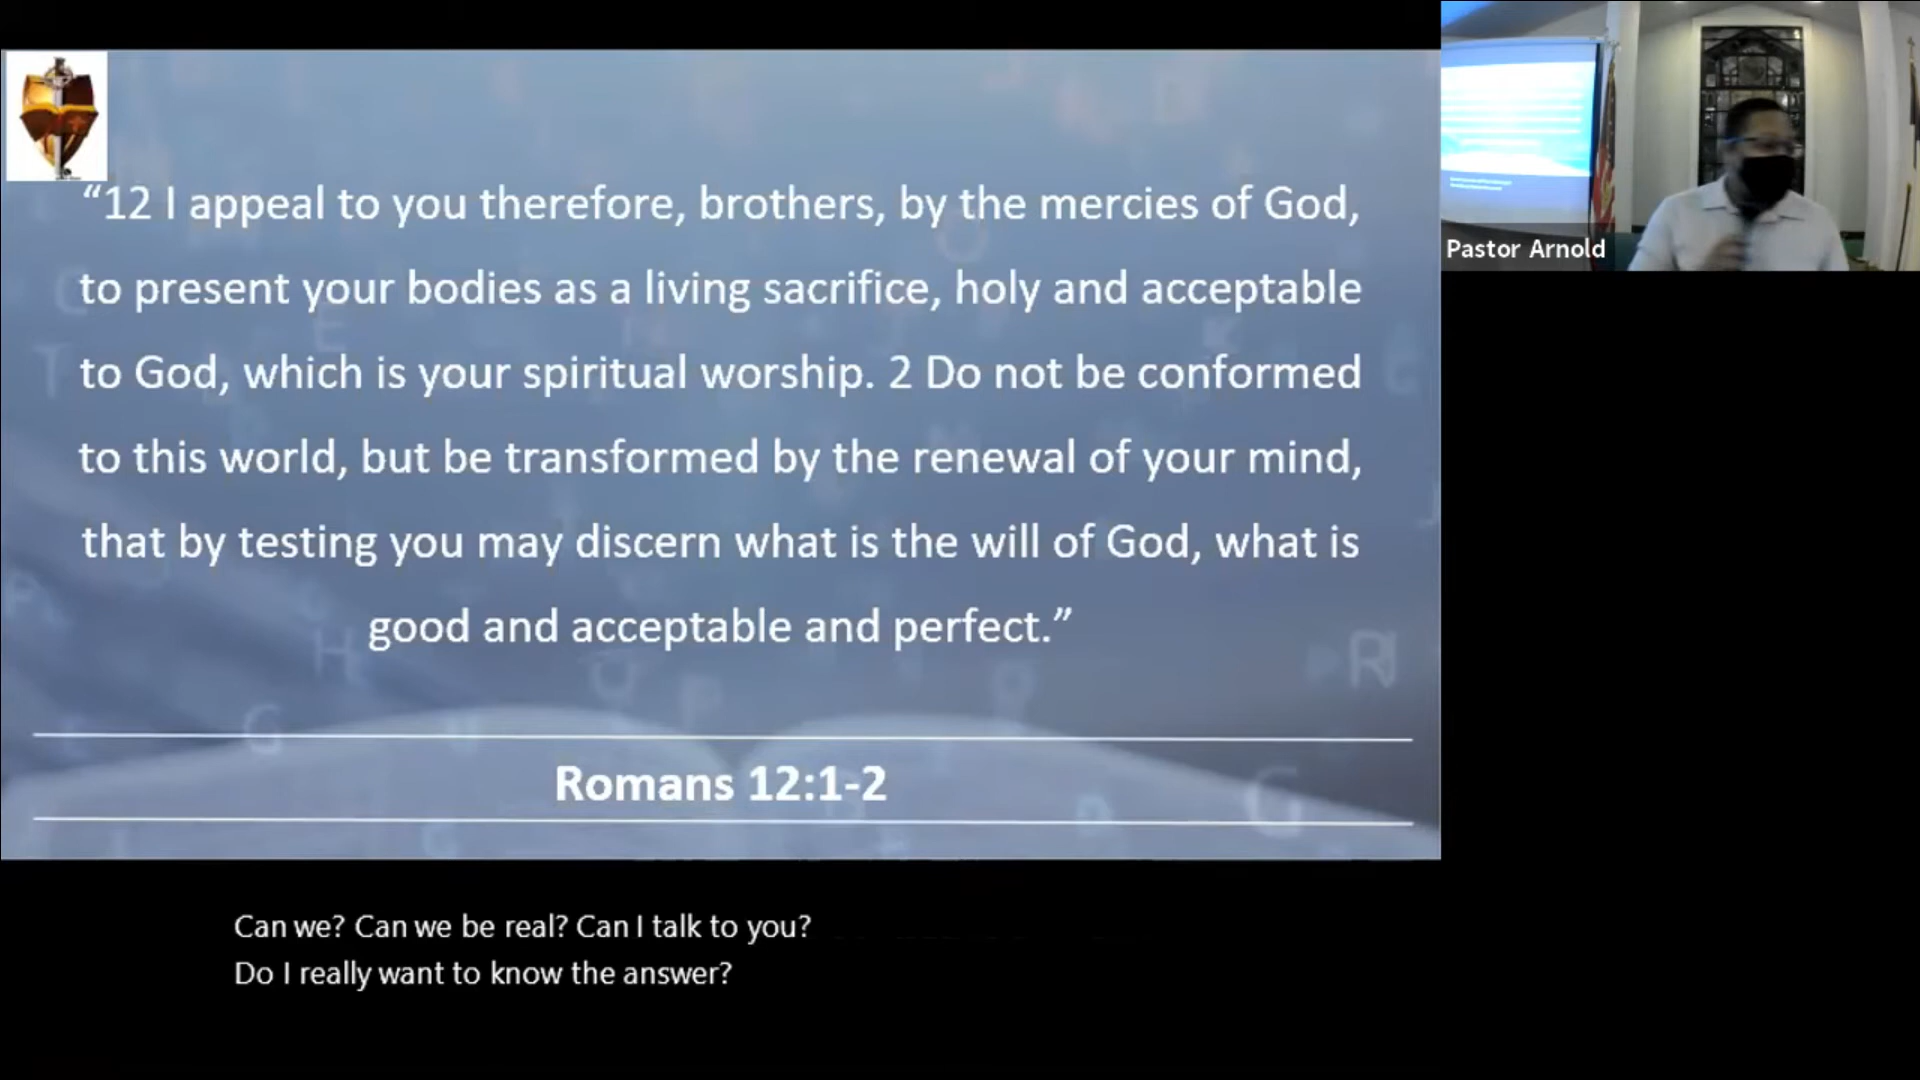 “12 I appeal to you therefore, brothers, by the mercies of God,
to present your bodies as a living sacrifice, holy and acceptable
to God, which is your spiritual worship. 2 Do not be conformed
to this world, but be transformed by the renewal of your mind,
that by testing you may discern what is the will of God, what is
good and acceptable and perfect.”
Romans 12:1-2
Pastor Arnold
Can we? Can we be real? Can I talk to you?
Do I really want to know the answer?